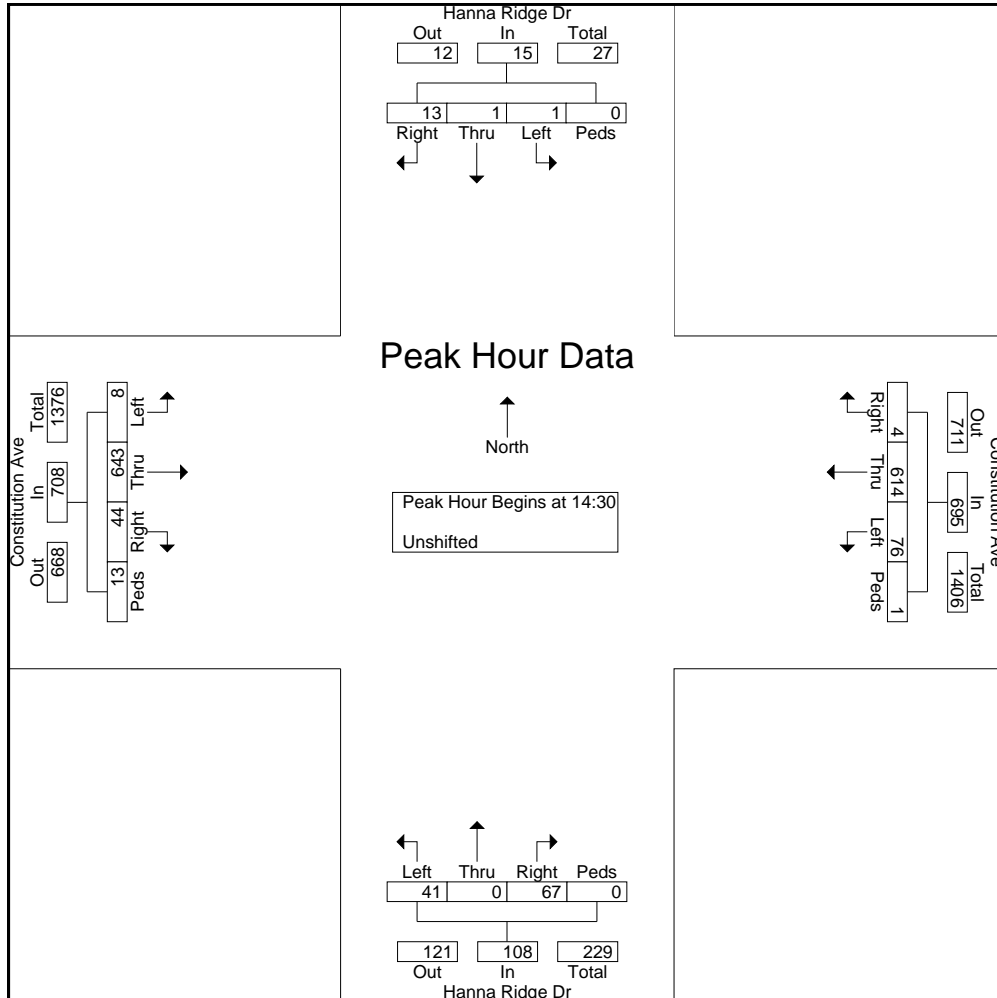 Hanna Ridge Dr
Out In Total
12 15 27
13 1 1 0
Right Thru Left Peds
Peak Hour Data
North
Peak Hour Begins at 14:30
Unshifted
Constitution Ave
Total In Out
1376 708 668
8 643 44 13
Left Thru Right Peds
Right Thru Left Peds
4 614 76 1
711 695 1406
Out In Total
Constitution Ave
Left Thru Right Peds
41 0 67 0
121 108 229
Out In Total
Hanna Ridge Dr